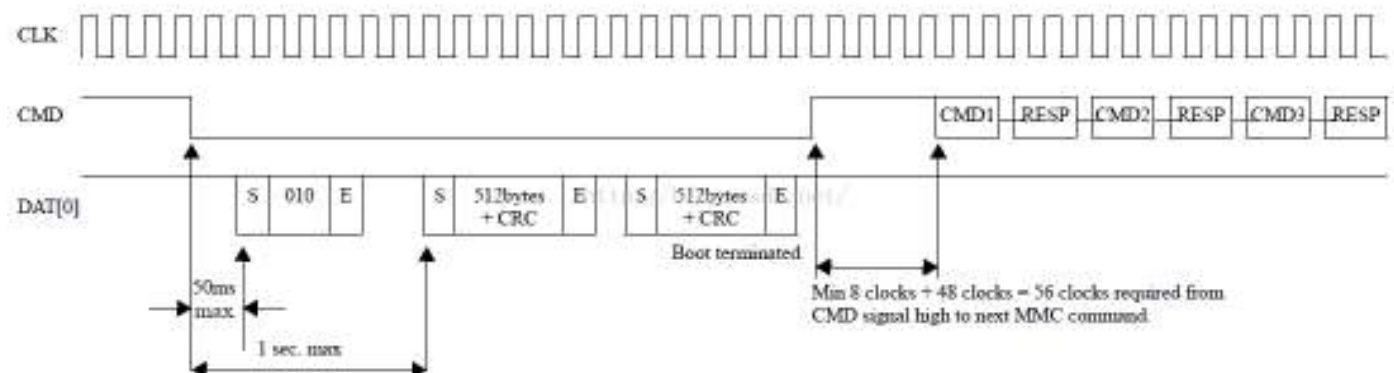 CLK
CMD
CMD1 RESP CMD2 RESP CMD3 RESP
DAT[0]
S 010 E S 512bytes + CRC E S 512bytes + CRC E
Boot terminated
50ms max
1 sec. max
Min 8 clocks + 48 clocks = 56 clocks required from
CMD signal high to next MMC command.